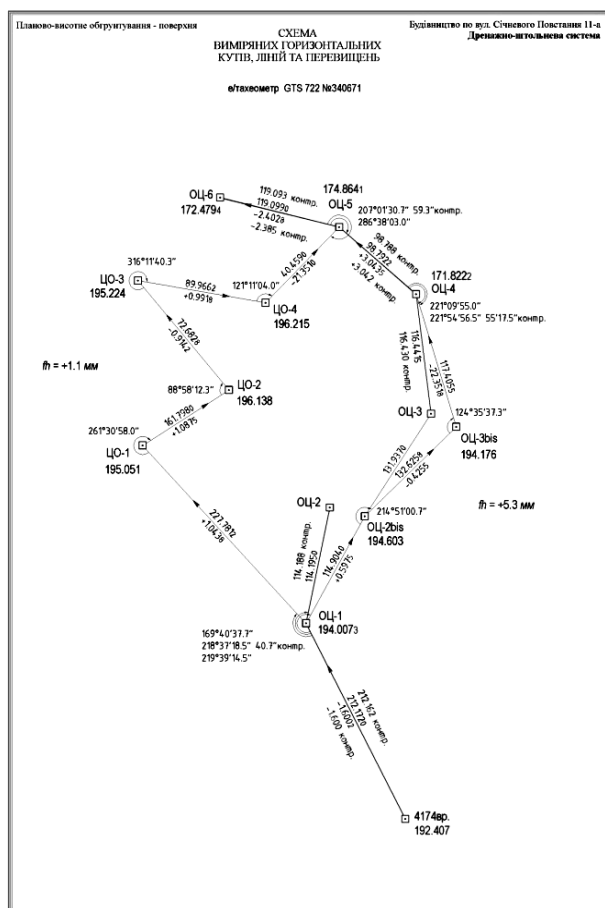 Планово-висотне обгрунтування - поверхня
Будівництво по вул. Січневого Повстання 11-а
Дренажно-штольнева система
СХЕМА
ВИМІРЯНИХ ГОРИЗОНТАЛЬНИХ
КУТІВ, ЛІНІЙ ТА ПЕРЕВИЩЕНЬ
е/тахеометр GTS 722 №340671
ОЦ-6
172.4794
119.093 контр.
119.0990
-2.4028
-2.385 контр.
174.8641
ОЦ-5
207°01'30.7" 59.3"контр.
286°38'03.0"
98.788 контр.
98.7922
+3.0435
+3.042 контр.
171.8222
ОЦ-4
221°09'55.0"
221°54'56.5" 55'17.5"контр.
316°11'40.3"
ЦО-3
195.224
89.9662
+0.9918
121°11'04.0"
ЦО-4
196.215
40.4590
-21.3510
72.6828
-0.9142
116.4415
116.430 контр.
117.4055
-22.3518
fh = +1.1 мм
88°58'12.3"
ЦО-2
196.138
161.7980
+1.0875
261°30'58.0"
ЦО-1
195.051
ОЦ-3
124°35'37.3"
ОЦ-3bis
194.176
131.9370
132.6258
-0.4255
fh = +5.3 мм
ОЦ-2
214°51'00.7"
ОЦ-2bis
194.603
227.7812
+1.0438
114.188 контр.
114.1950
114.9040
+0.5975
ОЦ-1
194.0073
169°40'37.7"
218°37'18.5" 40.7"контр.
219°39'14.5"
212.162 контр.
212.1720
-1.6002
-1.600 контр.
4174вр.
192.407